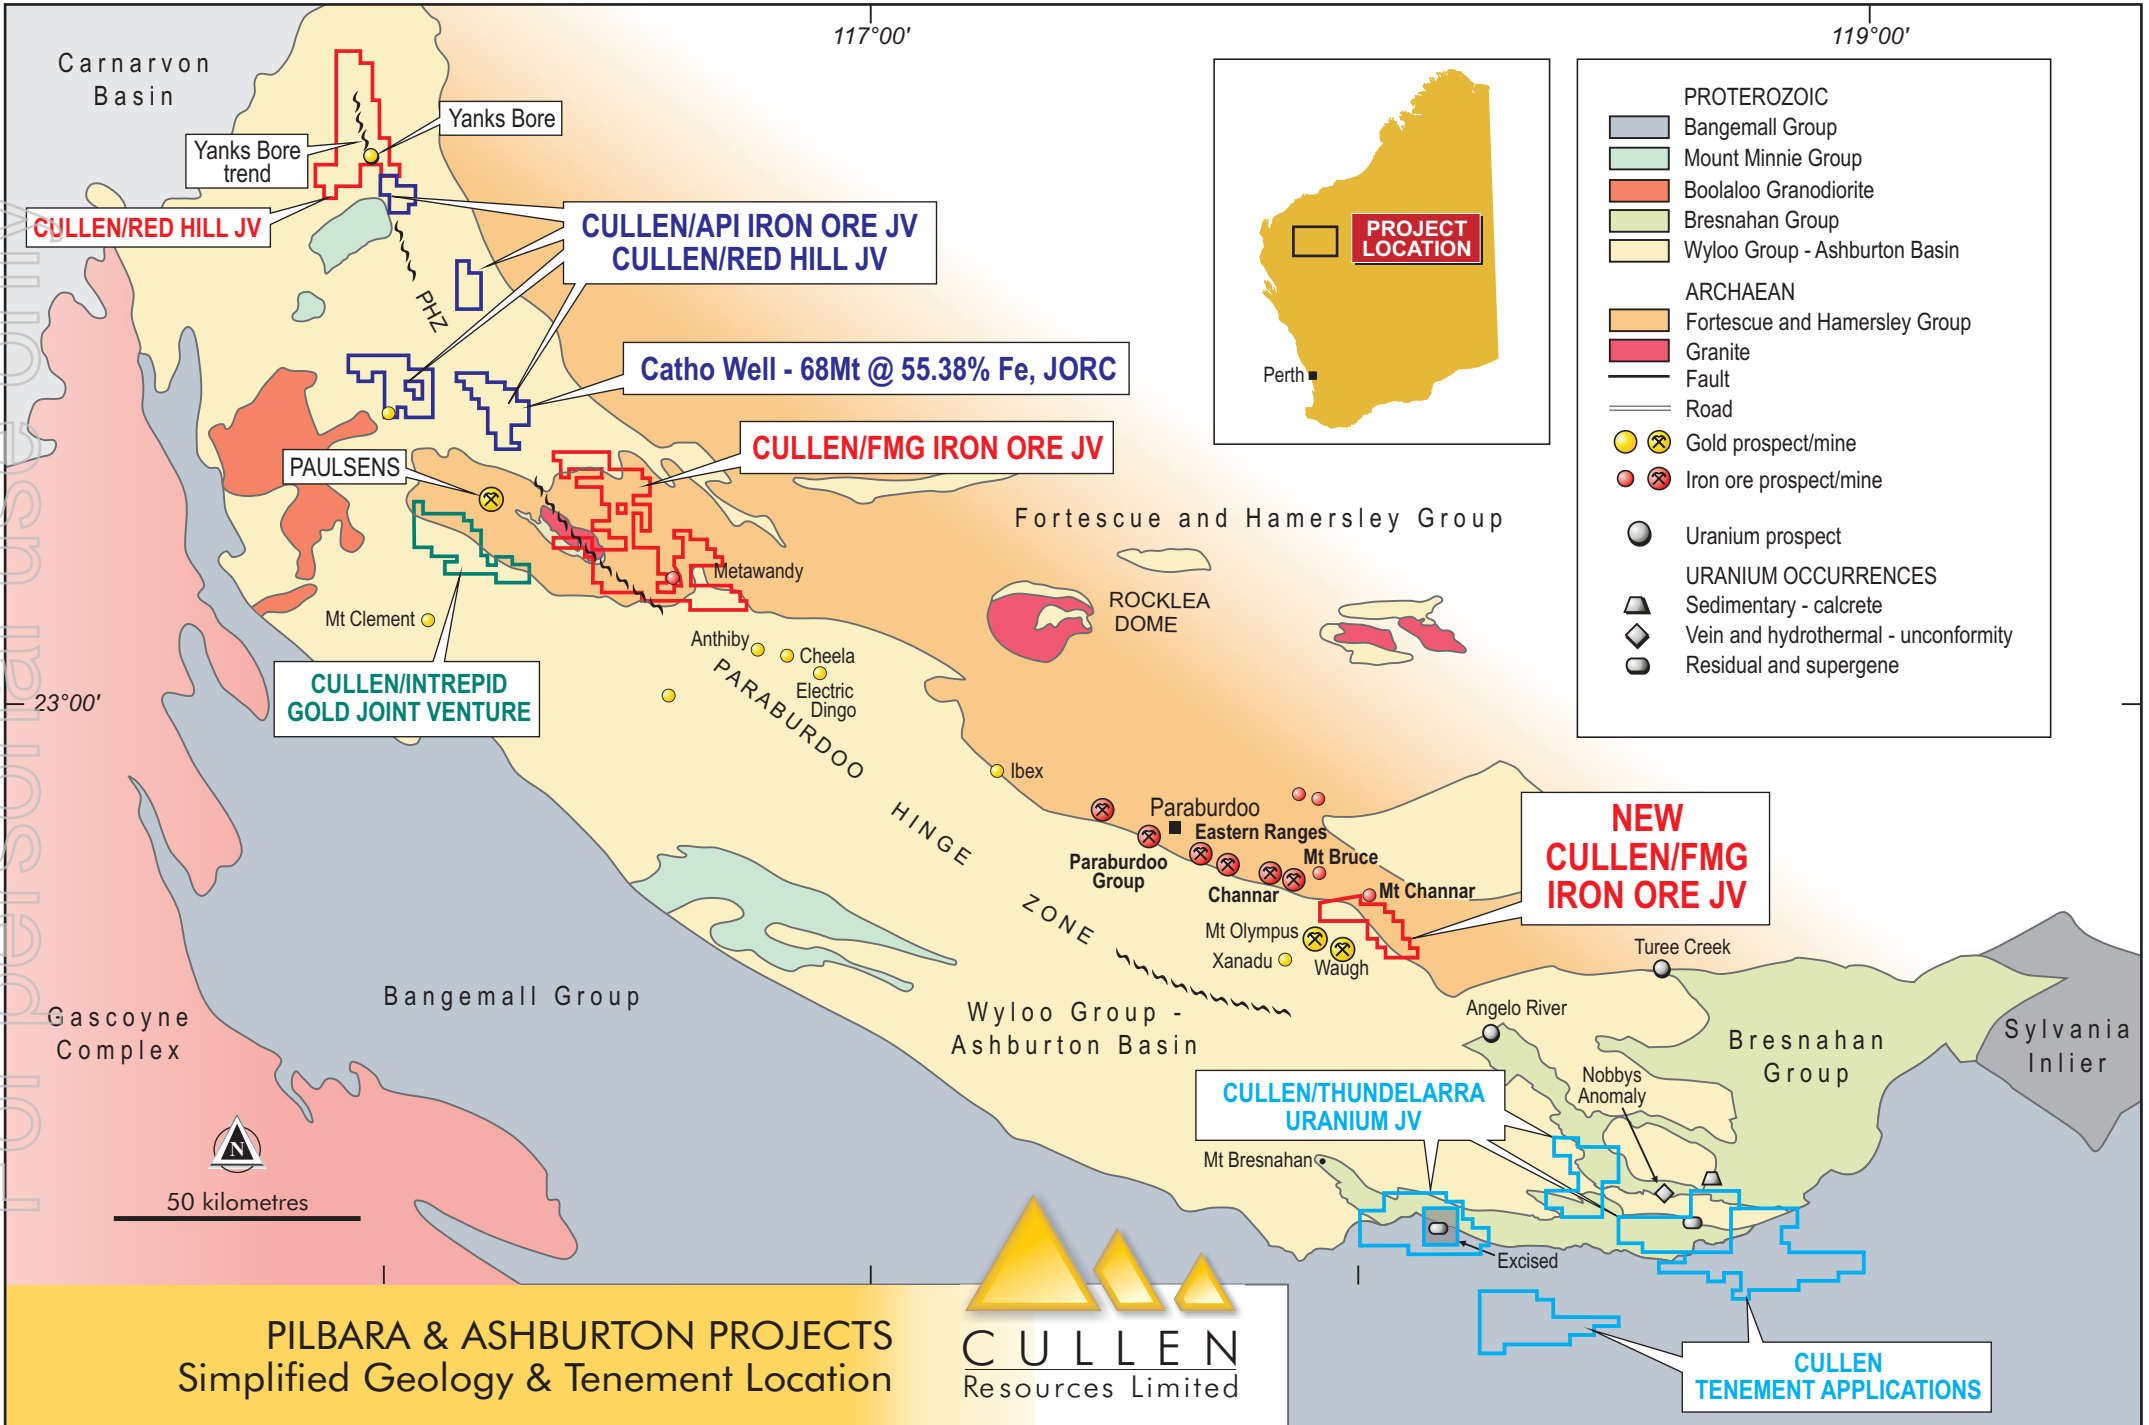 117°00'
119°00'
Carnarvon
Basin
Yanks Bore
Yanks Bore
trend
CULLEN/RED HILL JV
CULLEN/API IRON ORE JV
CULLEN/RED HILL JV
PHZ
Catho Well - 68Mt @ 55.38% Fe, JORC
CULLEN/FMG IRON ORE JV
PAULSENS
Metawandy
Mt Clement
Anthiby
Cheela
Electric
Dingo
CULLEN/INTREPID
GOLD JOINT VENTURE
23°00'
PARABURDOO
HINGE
ZONE
Fortescue and Hamersley Group
ROCKLEA
DOME
Ibex
Paraburdoo
Eastern Ranges
Paraburdoo
Group
Mt Bruce
Channar
Mt Channar
Mt Olympus
Xanadu
Waugh
NEW
CULLEN/FMG
IRON ORE JV
Turee Creek
Angelo River
Bresnahan
Group
Sylvania
Inlier
Nobbys
Anomaly
Gascoyne
Complex
Bangemall Group
Wyloo Group -
Ashburton Basin
CULLEN/THUNDELARRA
URANIUM JV
Mt Bresnahan
Excised
CULLEN
TENEMENT APPLICATIONS
PROJECT
LOCATION
Perth
PROTEROZOIC
Bangemall Group
Mount Minnie Group
Boolaloo Granodiorite
Bresnahan Group
Wyloo Group - Ashburton Basin
ARCHAEAN
Fortescue and Hamersley Group
Granite
Fault
Road
Gold prospect/mine
Iron ore prospect/mine
Uranium prospect
URANIUM OCCURRENCES
Sedimentary - calcrete
Vein and hydrothermal - unconformity
Residual and supergene
N
50 kilometres
PILBARA & ASHBURTON PROJECTS
Simplified Geology & Tenement Location
CULLEN
Resources Limited
For personal use only